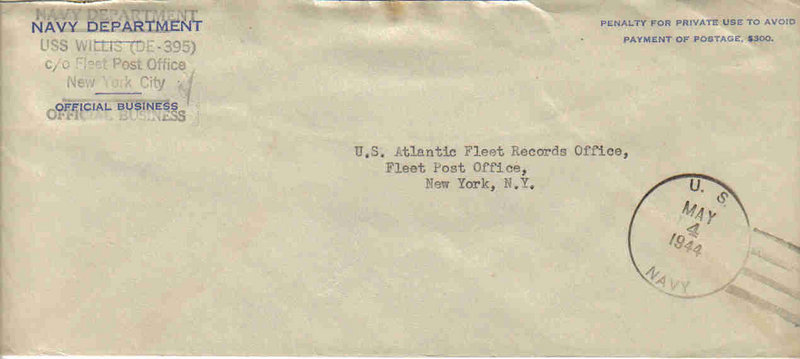 NAVY DEPARTMENT
NAVY DEPARTMENT
USS WILLIS (DE-395)
c/o Fleet Post Office
New York City
OFFICIAL BUSINESS
OFFICIAL BUSINESS
PENALTY FOR PRIVATE USE TO AVOID
PAYMENT OF POSTAGE, $300.
U.S. Atlantic Fleet Records Office,
Fleet Post Office,
New York, N.Y.
U. S.
MAY
4
1944
NAVY